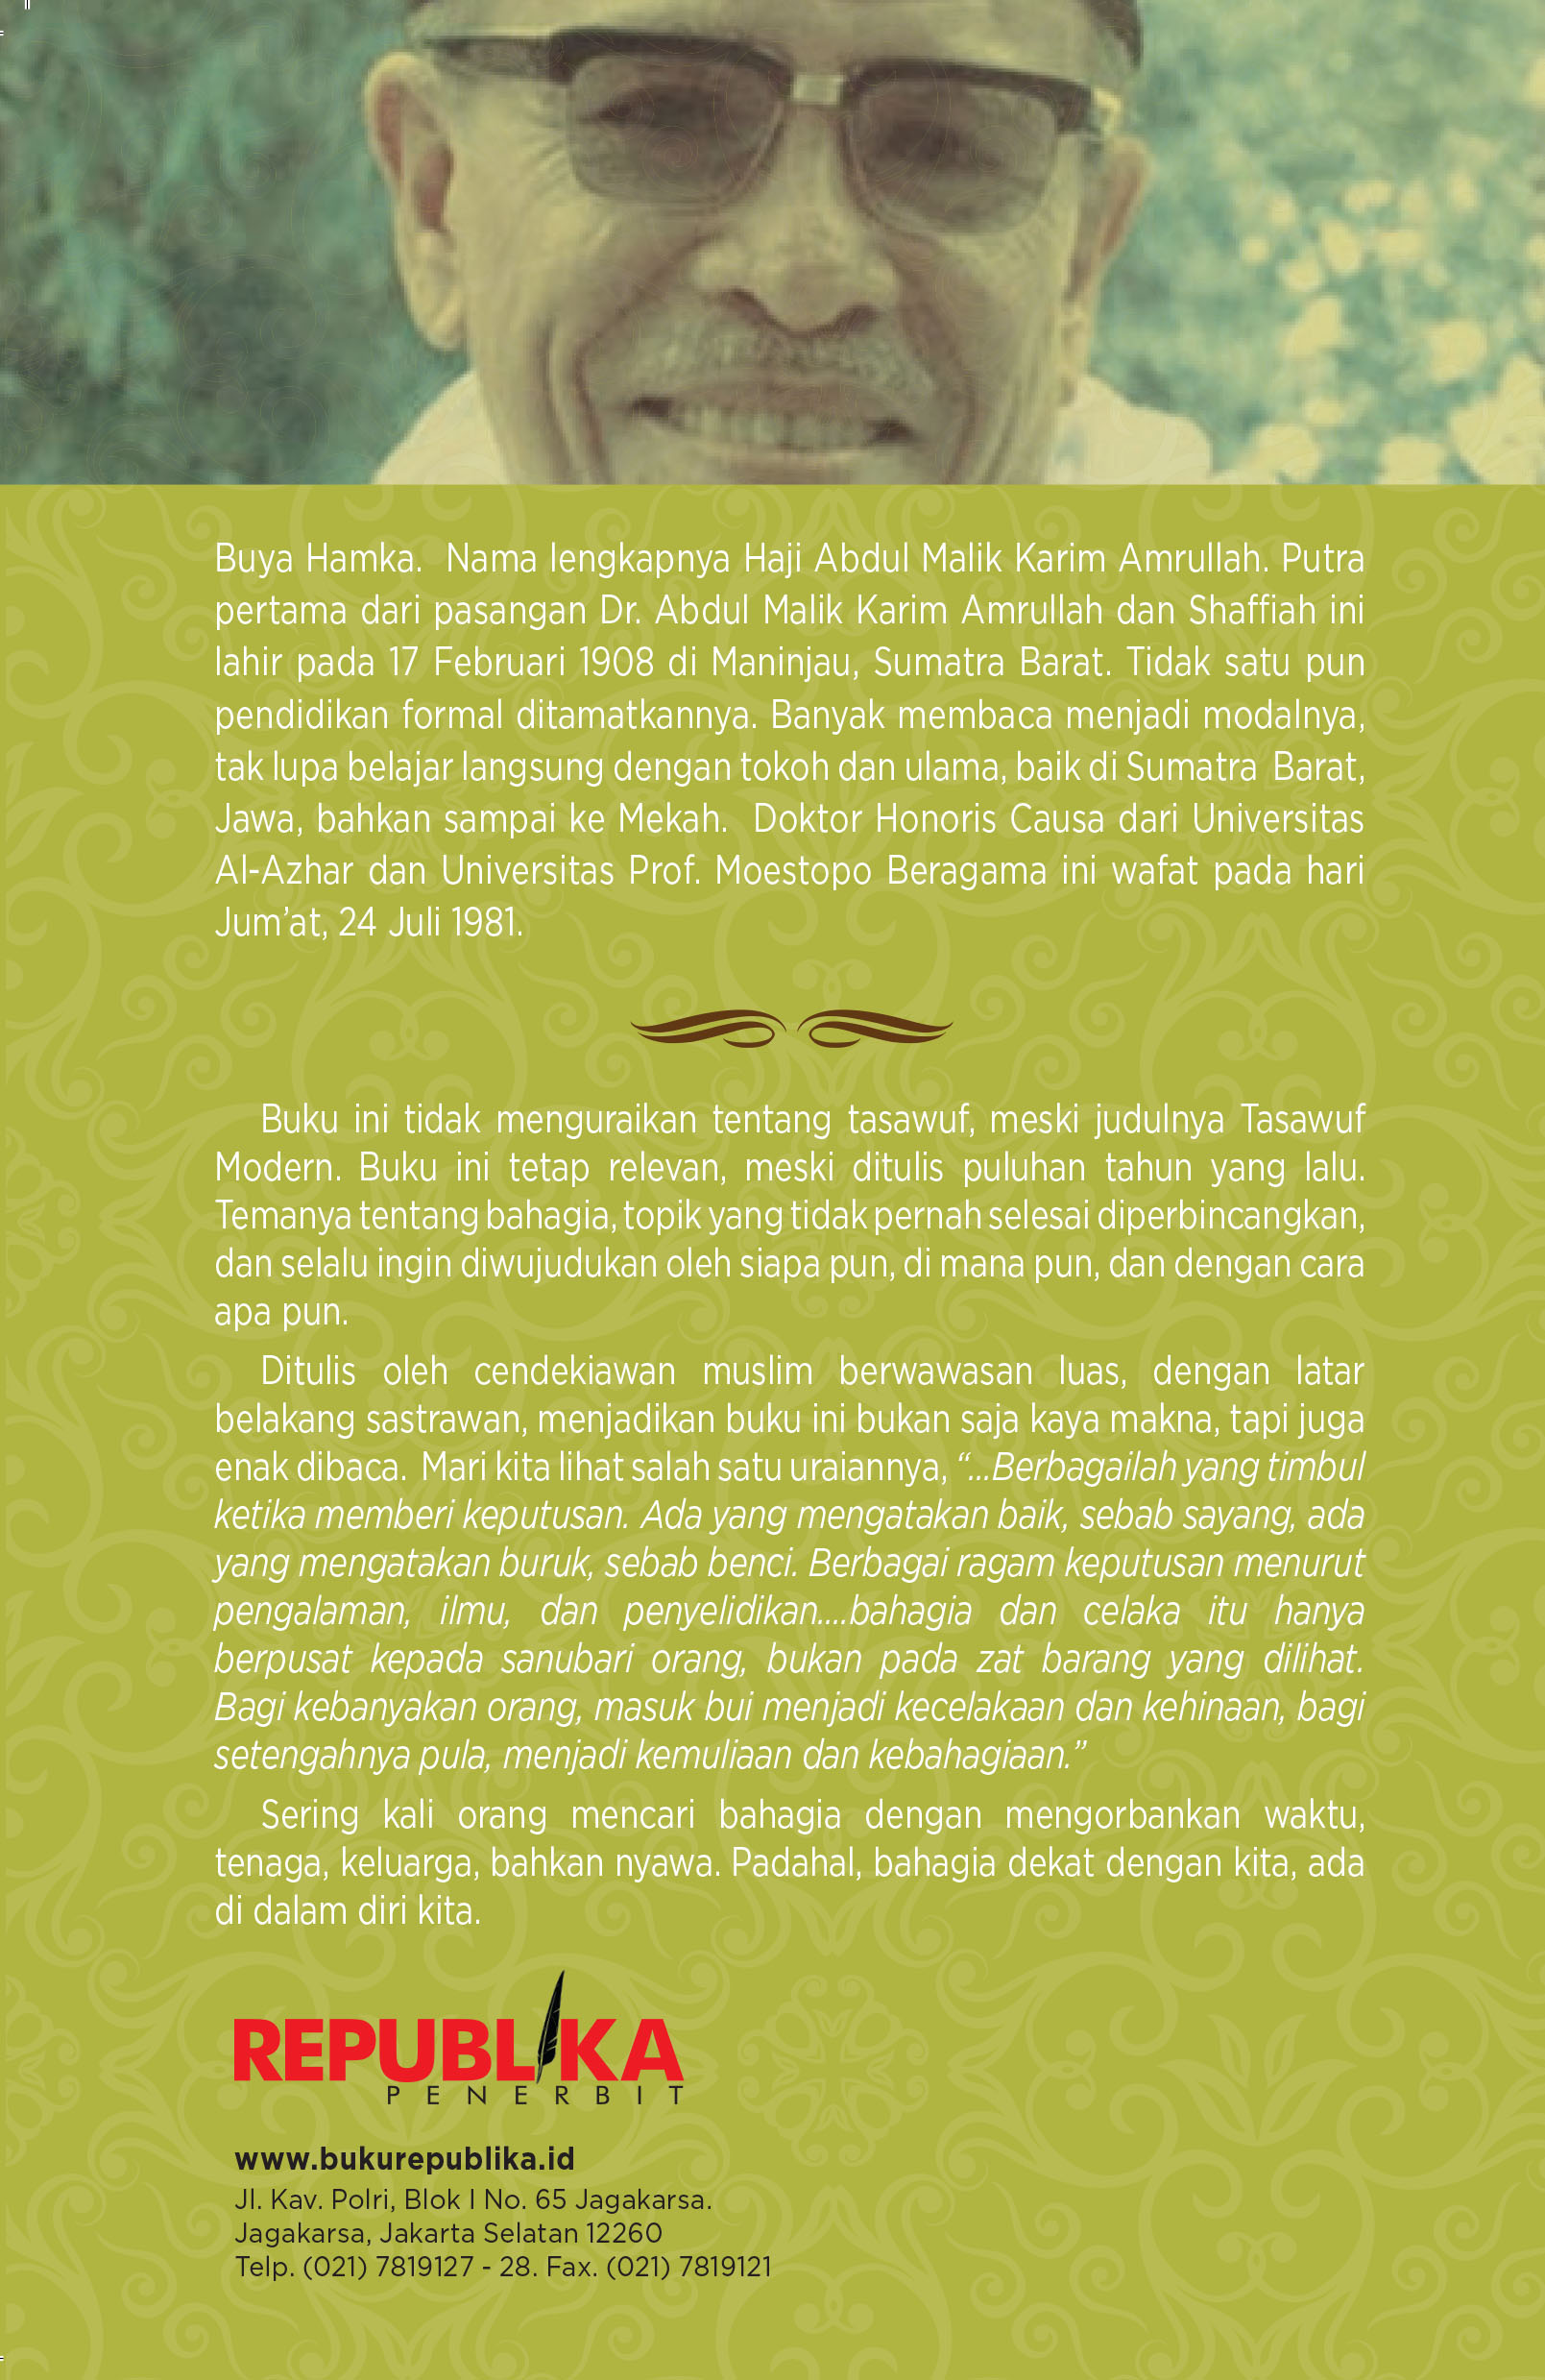 Buya Hamka.  Nama lengkapnya Haji Abdul Malik Karim Amrullah. Putra
pertama dari pasangan Dr. Abdul Malik Karim Amrullah dan Shaffiah ini
lahir pada 17 Februari 1908 di Maninjau, Sumatra Barat. Tidak satu pun
pendidikan formal ditamatkannya. Banyak membaca menjadi modalnya,
tak lupa belajar langsung dengan tokoh dan ulama, baik di Sumatra  Barat,
Jawa, bahkan sampai ke Mekah.  Doktor Honoris Causa dari Universitas
Al-Azhar dan Universitas Prof. Moestopo Beragama ini wafat pada hari
Jum’at, 24 Juli 1981.
Buku ini tidak menguraikan tentang tasawuf, meski judulnya Tasawuf
Modern. Buku ini tetap relevan, meski ditulis puluhan tahun yang lalu.
Temanya tentang bahagia, topik yang tidak pernah selesai diperbincangkan,
dan selalu ingin diwujudukan oleh siapa pun, di mana pun, dan dengan cara
apa pun.
Ditulis oleh cendekiawan muslim berwawasan luas, dengan latar
belakang sastrawan, menjadikan buku ini bukan saja kaya makna, tapi juga
enak dibaca.  Mari kita lihat salah satu uraiannya, “...Berbagailah yang timbul
ketika memberi keputusan. Ada yang mengatakan baik, sebab sayang, ada
yang mengatakan buruk, sebab benci. Berbagai ragam keputusan menurut
pengalaman, ilmu, dan penyelidikan....bahagia dan celaka itu hanya
berpusat kepada sanubari orang, bukan pada zat barang yang dilihat.
Bagi kebanyakan orang, masuk bui menjadi kecelakaan dan kehinaan, bagi
setengahnya pula, menjadi kemuliaan dan kebahagiaan.”
Sering kali orang mencari bahagia dengan mengorbankan waktu,
tenaga, keluarga, bahkan nyawa. Padahal, bahagia dekat dengan kita, ada
di dalam diri kita.
REPUBLIKA
PENERBIT
www.bukurepublika.id
Jl. Kav. Polri, Blok I No. 65 Jagakarsa.
Jagakarsa, Jakarta Selatan 12260
Telp. (021) 7819127 - 28. Fax. (021) 7819121